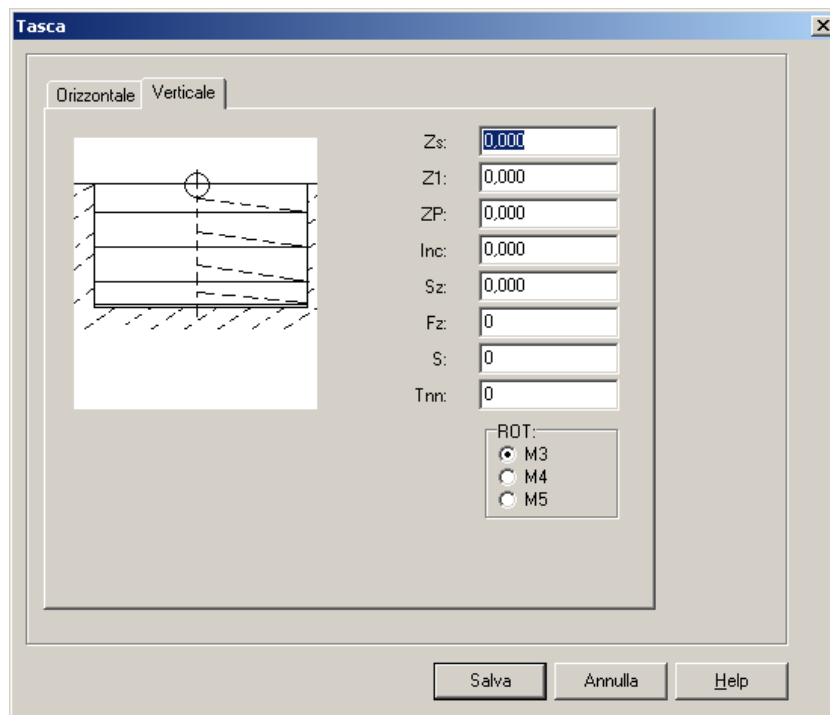 Tasca
Orizzontale
Verticale
Zs: 0,000
Z1: 0,000
ZP: 0,000
Inc: 0,000
Sz: 0,000
Fz: 0
S: 0
Tnn: 0
ROT:
M3
M4
M5
Salva
Annulla
Help